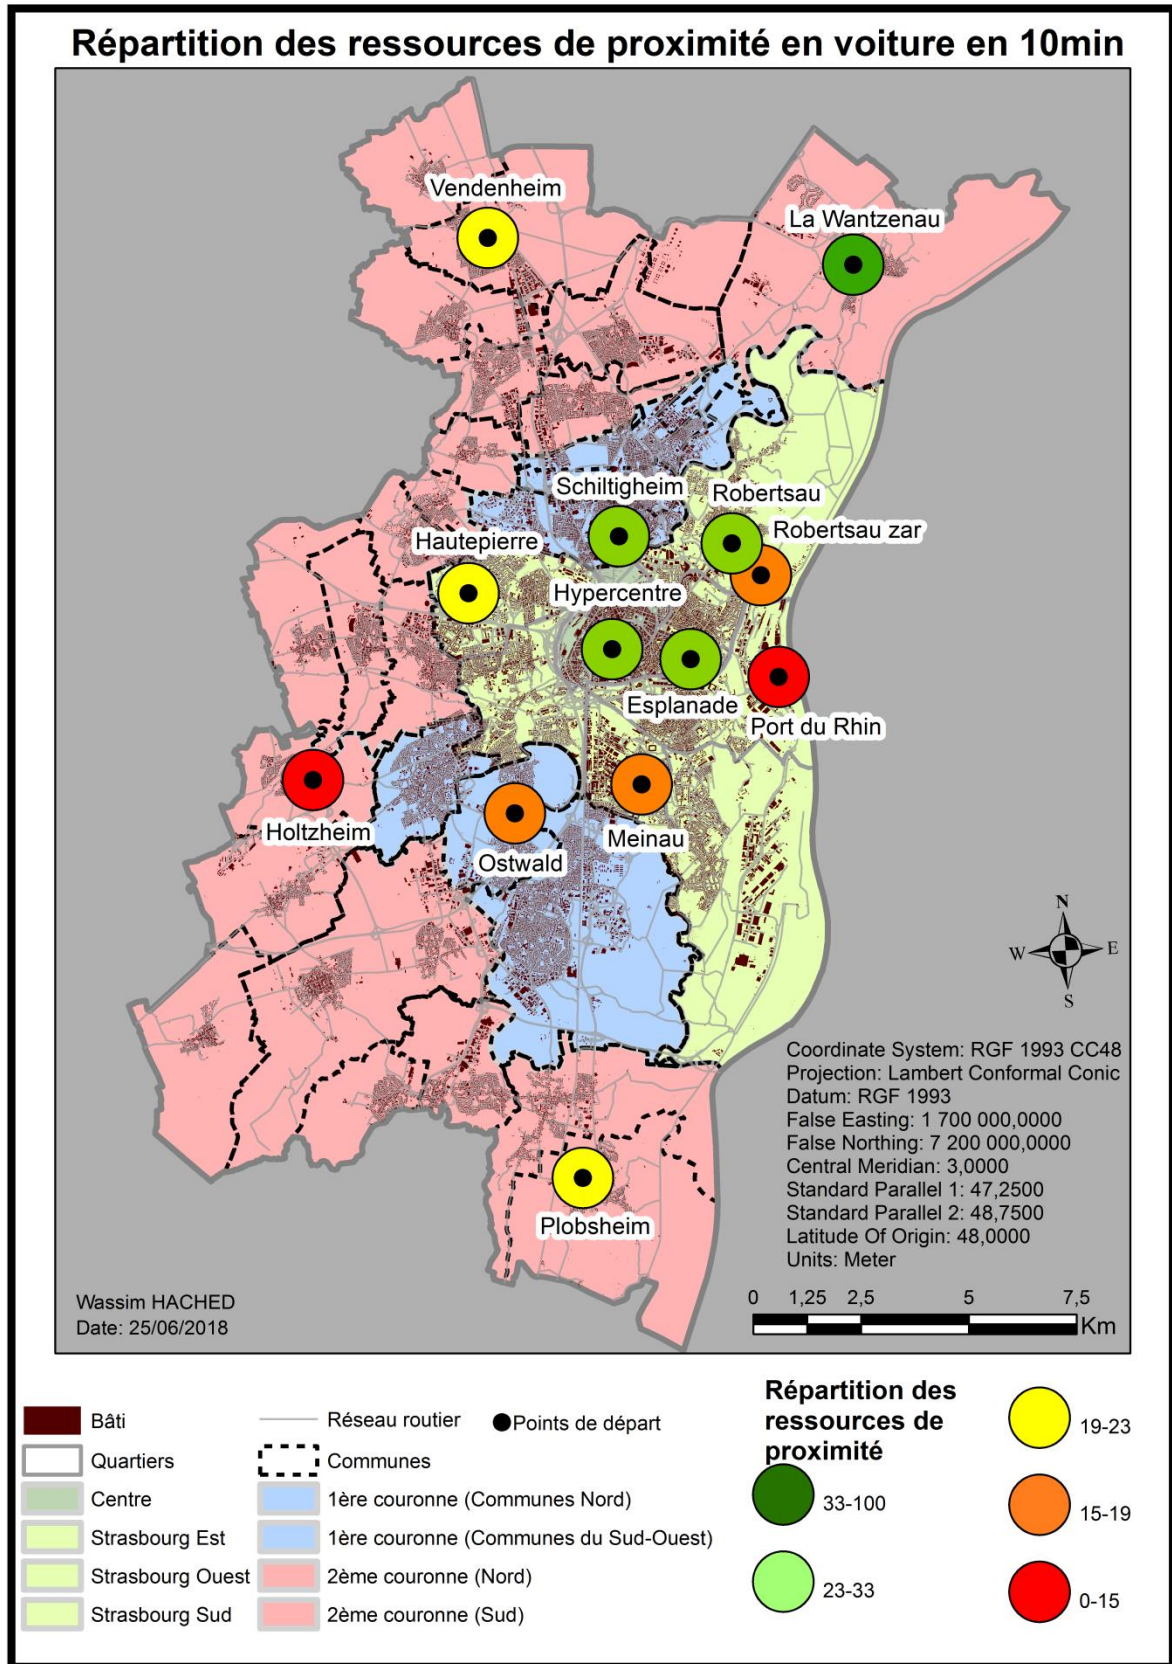 Répartition des ressources de proximité en voiture en 10min
Vendenheim
La Wantzenau
Schiltigheim
Robertsau
Robertsau zar
Hautepierre
Hypercentre
Esplanade
Port du Rhin
Holtzheim
Ostwald
Meinau
Plobsheim
N
W
E
S
Coordinate System: RGF 1993 CC48
Projection: Lambert Conformal Conic
Datum: RGF 1993
False Easting: 1 700 000,0000
False Northing: 7 200 000,0000
Central Meridian: 3,0000
Standard Parallel 1: 47,2500
Standard Parallel 2: 48,7500
Latitude Of Origin: 48,0000
Units: Meter
Wassim HACHED
Date: 25/06/2018
0 1,25 2,5 5 7,5
Km
Bâti
Quartiers
Centre
Strasbourg Est
Strasbourg Ouest
Strasbourg Sud
Réseau routier
Points de départ
Communes
1ère couronne (Communes Nord)
1ère couronne (Communes du Sud-Ouest)
2ème couronne (Nord)
2ème couronne (Sud)
Répartition des
ressources de
proximité
33-100
23-33
19-23
15-19
0-15